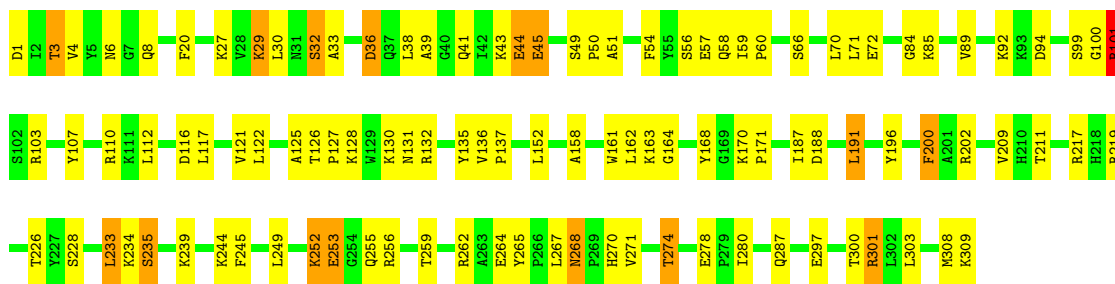 D1 I2 T3 V4 Y5 N6 G7 Q8 F20 K27 V28 K29 L30 N31 S32 A33 D36 Q37 L38 A39 G40 Q41 I42 K43 E44 E45 S49 P50 A51 F54 Y55 S56 E57 Q58 I59 P60 S66 L70 L71 E72 G84 K85 V89 K92 K93 D94 S99 G100
S102 R103 Y107 R110 K111 L112 D116 L117 V121 L122 A125 T126 P127 K128 W129 K130 N131 R132 Y135 V136 P137 L152 A158 W161 L162 K163 G164 Y168 G169 K170 P171 I187 D188 L191 Y196 F200 A201 R202 V209 H210 T211 R217 H218
T226 Y227 S228 L233 K234 S235 K239 K244 F245 L249 K252 E253 G254 Q255 R256 T259 R262 A263 E264 Y265 P266 L267 N268 P269 H270 V271 T274 E278 P279 I280 Q287 E297 T300 R301 L302 L303 M308 K309